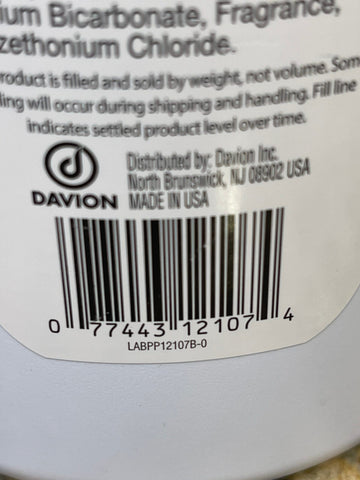 ium Bicarbonate, Fragrance,
zethonium Chloride.
product is filled and sold by weight, not volume. Som
ling will occur during shipping and handling. Fill line
indicates settled product level over time.
DAVION
Distributed by: Davion Inc.
North Brunswick, NJ 08902 USA
MADE IN USA
0 77443 12107 4
LABPP12107B-0